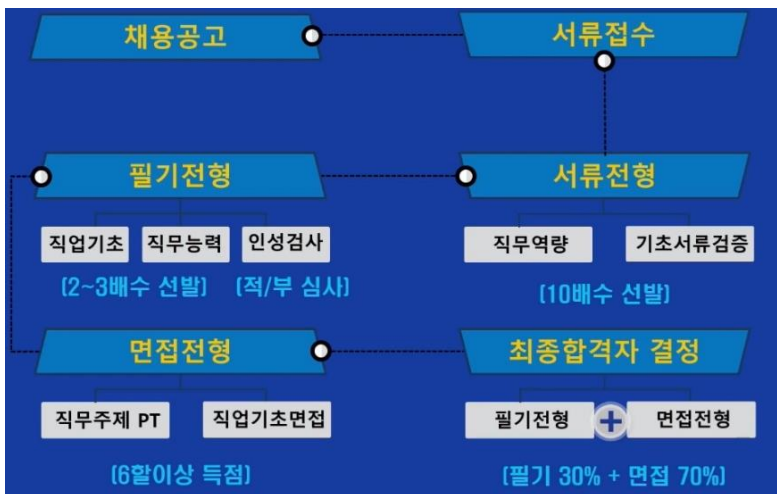 채용공고
서류접수
서류전형
직무역량
기초서류검증
(10배수 선발)
필기전형
직업기초
직무능력
인성검사
(2~3배수 선발)
(적/부 심사)
면접전형
직무주제 PT
직업기초면접
(6할이상 득점)
최종합격자 결정
필기전형
+
면접전형
(필기 30% + 면접 70%)